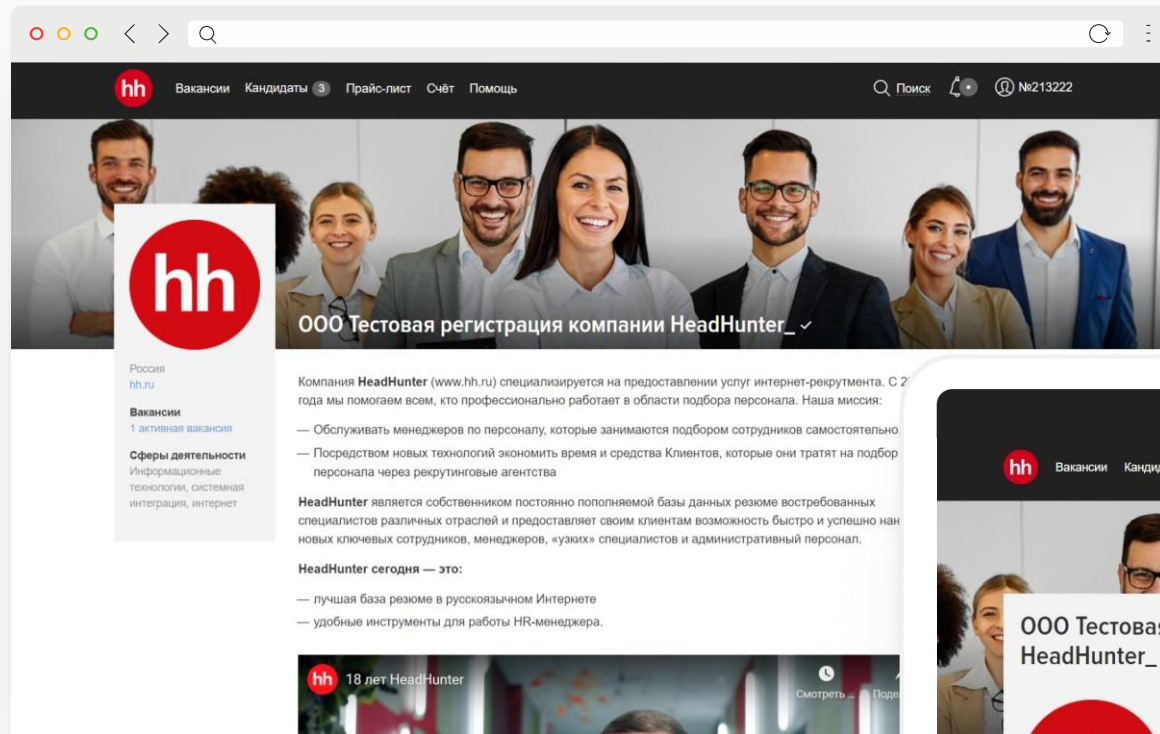 hh Вакансии Кандидаты 3 Прайс-лист Счёт Помощь Поиск №213222
hh
ООО Тестовая регистрация компании HeadHunter_
Россия
hh.ru
Вакансии
1 активная вакансия
Сферы деятельности
Информационные
технологии, системная
интеграция, интернет
Компания HeadHunter (www.hh.ru) специализируется на предоставлении услуг интернет-рекрутмента. С 2
года мы помогаем всем, кто профессионально работает в области подбора персонала. Наша миссия:
— Обслуживать менеджеров по персоналу, которые занимаются подбором сотрудников самостоятельно.
— Посредством новых технологий экономить время и средства Клиентов, которые они тратят на подбор
персонала через рекрутинговые агентства
HeadHunter является собственником постоянно пополняемой базы данных резюме востребованных
специалистов различных отраслей и предоставляет своим клиентам возможность быстро и успешно нан
новых ключевых сотрудников, менеджеров, «узких» специалистов и административный персонал.
HeadHunter сегодня — это:
— лучшая база резюме в русскоязычном Интернете
— удобные инструменты для работы HR-менеджера.
hh 18 лет HeadHunter
Смотреть ... Поде
hh Вакансии Кандид
ООО Тестовая
HeadHunter_